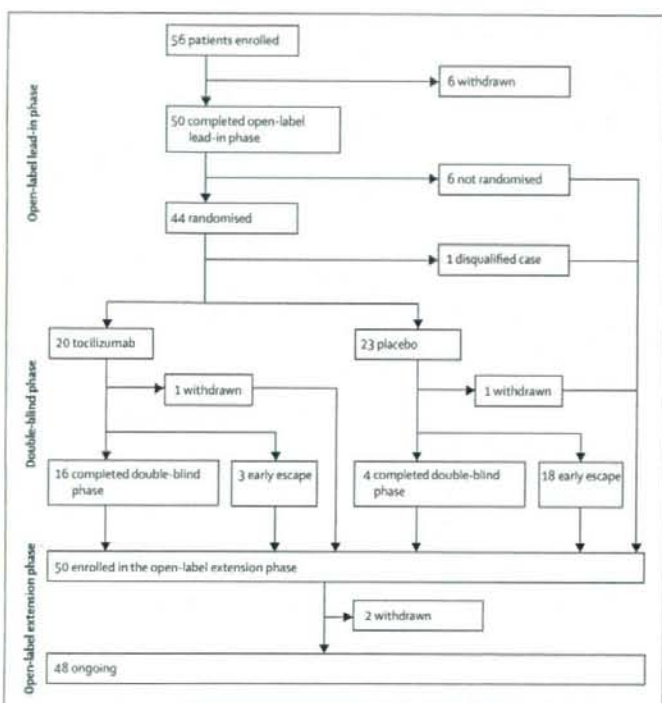 56 patients enrolled
6 withdrawn
50 completed open-label
lead-in phase
6 not randomised
44 randomised
1 disqualified case
Open-label lead-in phase
20 tocilizumab
23 placebo
1 withdrawn
1 withdrawn
16 completed double-blind
phase
3 early escape
4 completed double-blind
phase
18 early escape
Double-blind phase
50 enrolled in the open-label extension phase
2 withdrawn
48 ongoing
Open-label extension phase